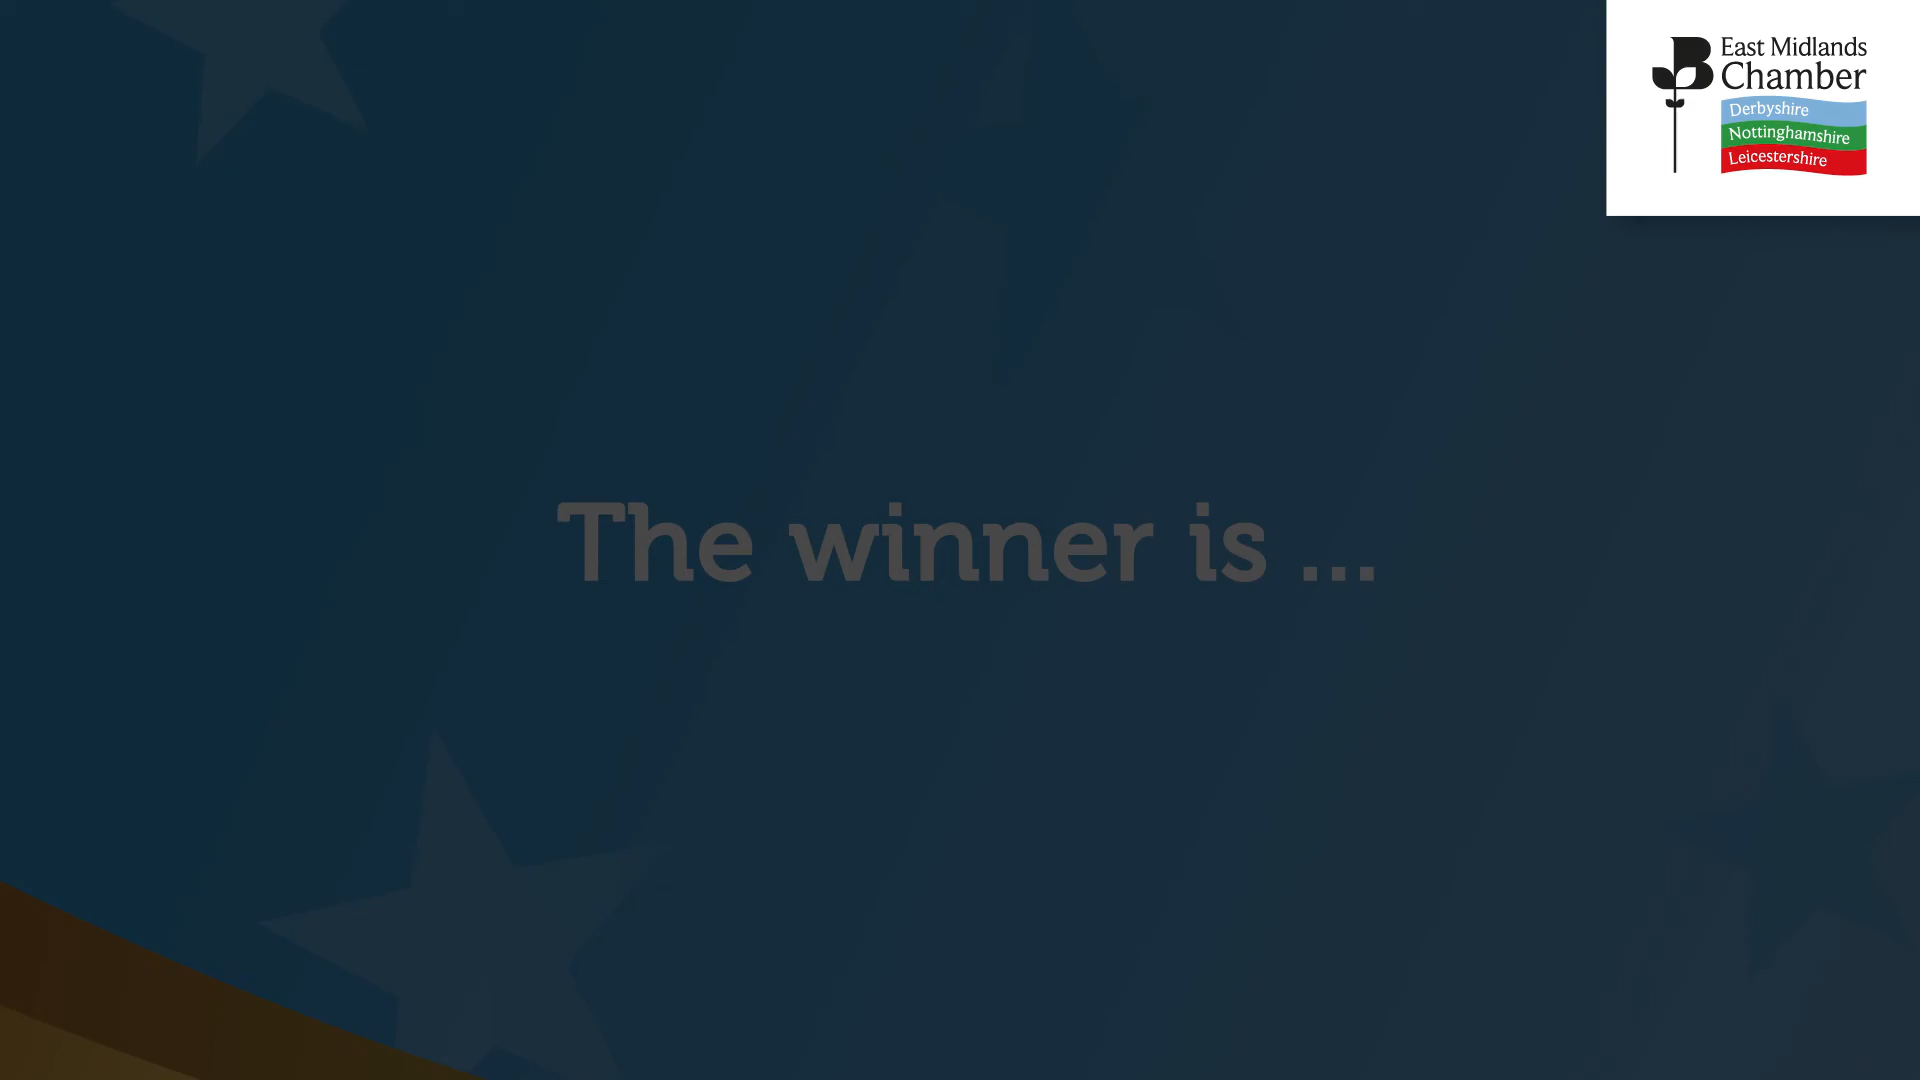 East Midlands
Chamber
Derbyshire
Nottinghamshire
Leicestershire
The winner is ...